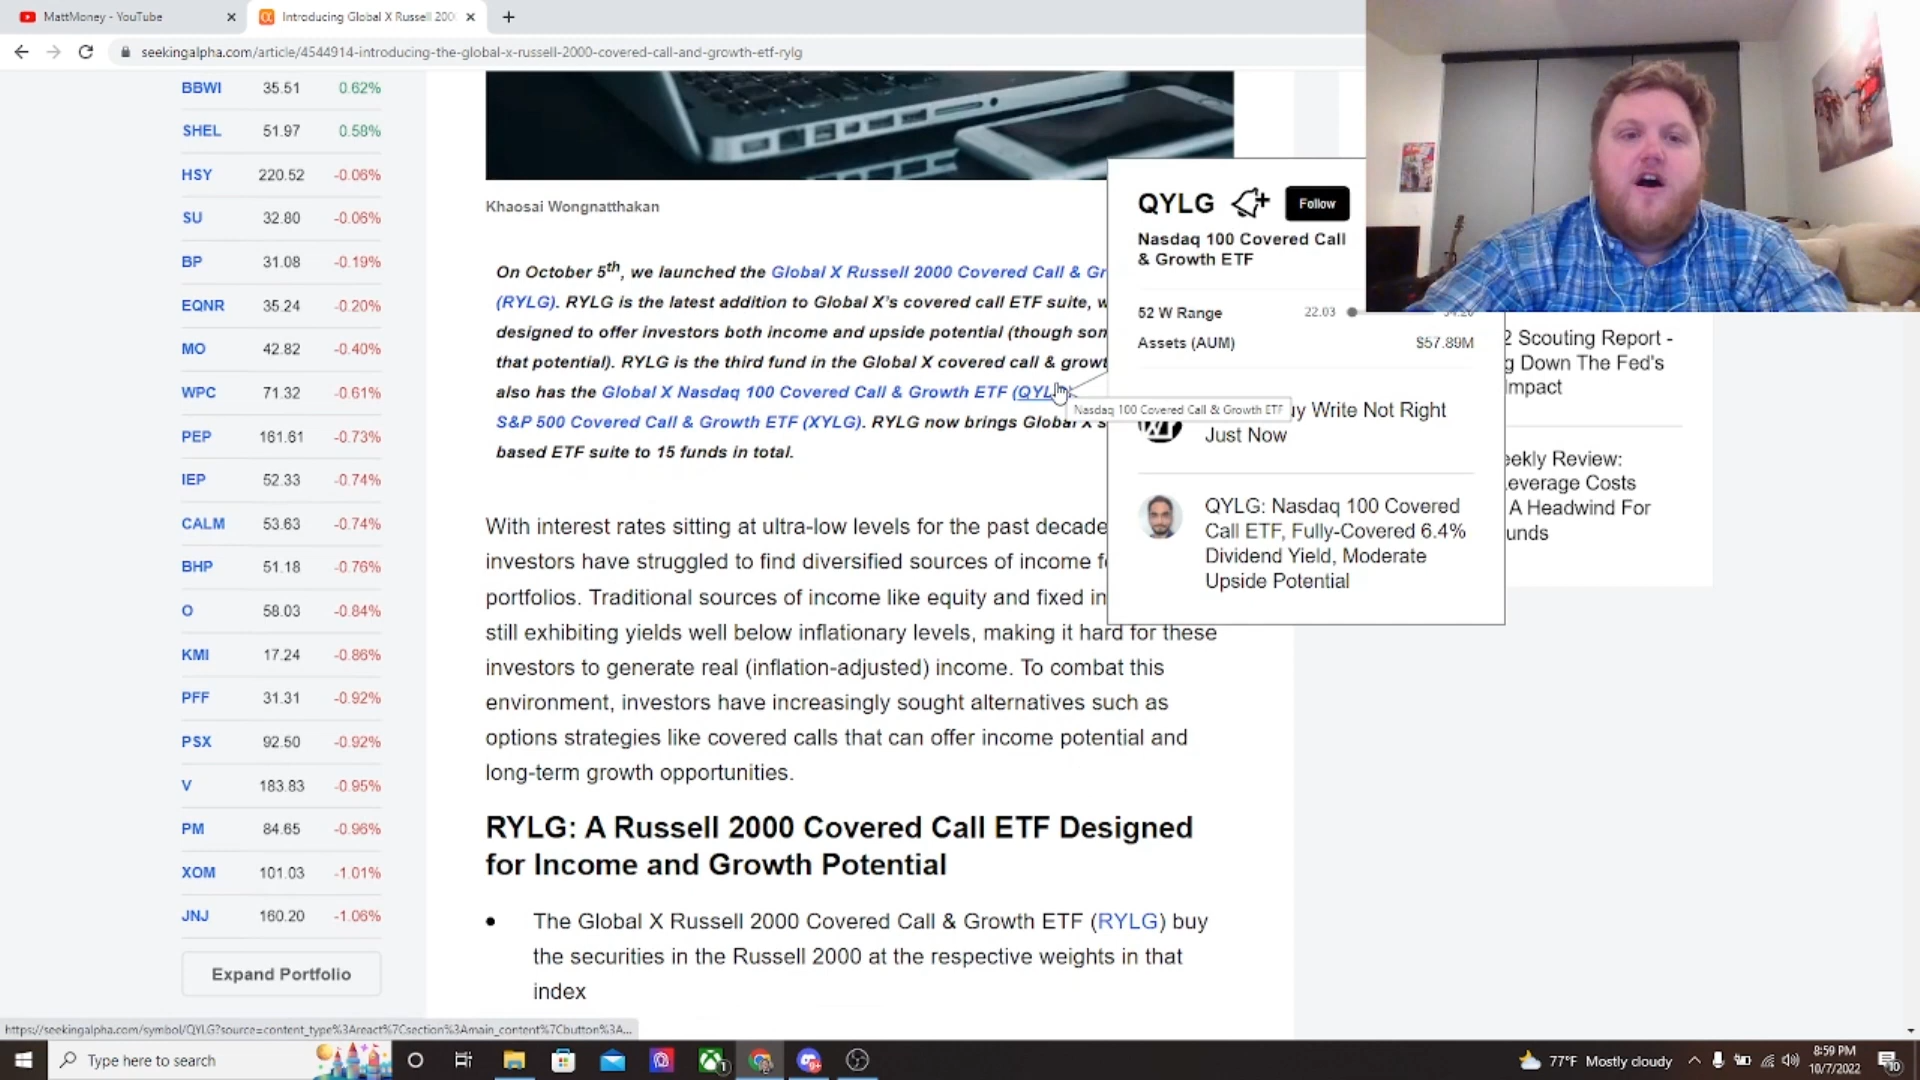 MattMoney - YouTube
Introducing Global X Russell 200
seekingalpha.com/article/4544914-introducing-the-global-x-russell-2000-covered-call-and-growth-etf-rylg
BBWI 35.51 0.62%
SHEL 51.97 0.58%
HSY 220.52 -0.06%
SU 32.80 -0.06%
BP 31.08 -0.19%
EQNR 35.24 -0.20%
MO 42.82 -0.40%
WPC 71.32 -0.61%
PEP 161.61 -0.73%
IEP 52.33 -0.74%
CALM 53.63 -0.74%
BHP 51.18 -0.76%
O 58.03 -0.84%
KMI 17.24 -0.86%
PFF 31.31 -0.92%
PSX 92.50 -0.92%
V 183.83 -0.95%
PM 84.65 -0.96%
XOM 101.03 -1.01%
JNJ 160.20 -1.06%
Expand Portfolio
Khaosai Wongnatthakan
On October 5th, we launched the Global X Russell 2000 Covered Call & Gr
(RYLG). RYLG is the latest addition to Global X's covered call ETF suite, w
designed to offer investors both income and upside potential (though son
that potential). RYLG is the third fund in the Global X covered call & growt
also has the Global X Nasdaq 100 Covered Call & Growth ETF (QYL
S&P 500 Covered Call & Growth ETF (XYLG). RYLG now brings Global X s
based ETF suite to 15 funds in total.
With interest rates sitting at ultra-low levels for the past decade
investors have struggled to find diversified sources of income f
portfolios. Traditional sources of income like equity and fixed in
still exhibiting yields well below inflationary levels, making it hard for these
investors to generate real (inflation-adjusted) income. To combat this
environment, investors have increasingly sought alternatives such as
options strategies like covered calls that can offer income potential and
long-term growth opportunities.
RYLG: A Russell 2000 Covered Call ETF Designed
for Income and Growth Potential
• The Global X Russell 2000 Covered Call & Growth ETF (RYLG) buy
the securities in the Russell 2000 at the respective weights in that
index
QYLG Follow
Nasdaq 100 Covered Call
& Growth ETF
52 W Range 22.03
Assets (AUM) $57.89M
Nasdaq 100 Covered Call & Growth ETF
uy Write Not Right
Just Now
QYLG: Nasdaq 100 Covered
Call ETF, Fully-Covered 6.4%
Dividend Yield, Moderate
Upside Potential
2 Scouting Report -
g Down The Fed's
Impact
eekly Review:
Leverage Costs
A Headwind For
unds
https://seekingalpha.com/symbol/QYLG?source=content_type%3Areact%7Csection%3Amain_content%7Cbutton%3A...
Type here to search
77°F Mostly cloudy
8:59 PM
10/7/2022
10